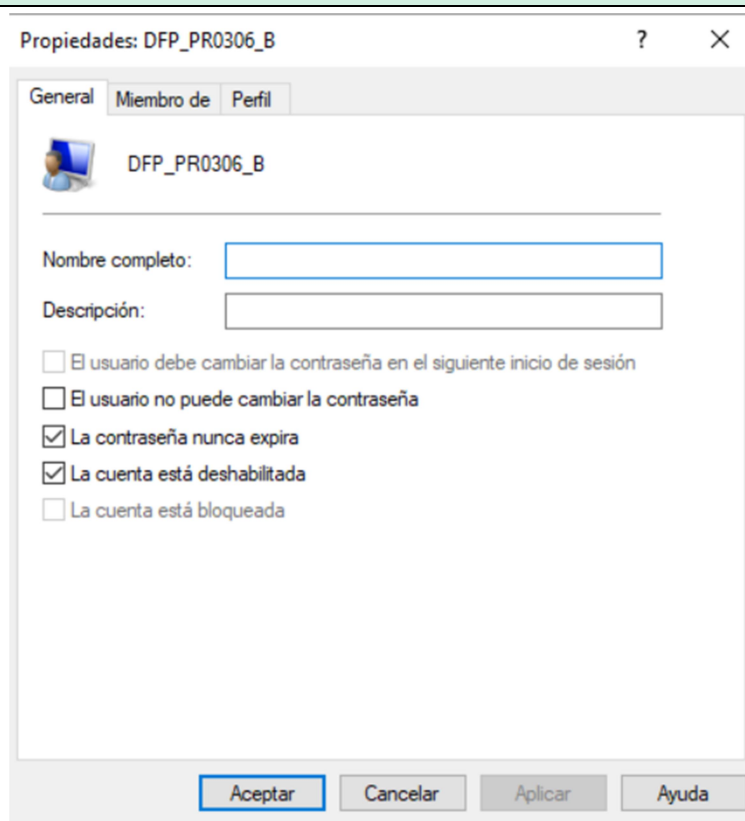 Propiedades: DFP_PR0306_B ?
General Miembro de Perfil
DFP_PR0306_B
Nombre completo:
Descripción:
El usuario debe cambiar la contraseña en el siguiente inicio de sesión
El usuario no puede cambiar la contraseña
La contraseña nunca expira
La cuenta está deshabilitada
La cuenta está bloqueada
Aceptar Cancelar Aplicar Ayuda